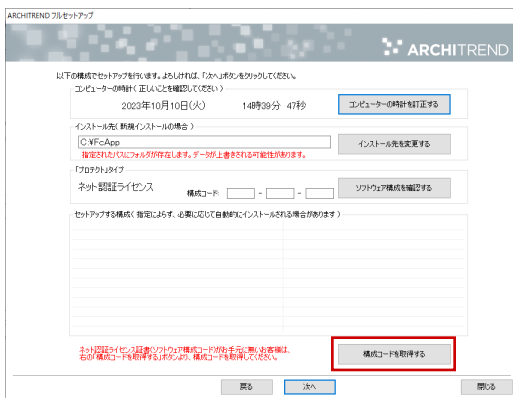 ARCHITREND フルセットアップ
ARCHITREND
以下の構成でセットアップを行います。よろしければ、「次へ」ボタンをクリックしてください。
コンピューターの時計( 正しいことを確認してください )
2023年10月10日(火) 14時39分 47秒 コンピューターの時計を訂正する
インストール先( 新規インストールの場合 )
C:¥FcApp インストール先を変更する
指定されたパスにフォルダが存在します。データが上書きされる可能性があります。
「プロテクト」タイプ
ネット認証ライセンス 構成コード: - - ソフトウェア構成を確認する
セットアップする構成( 指定によらず、必要に応じて自動的にインストールされる場合があります )
ネット認証ライセンス証書(ソフトウェア構成コード)がお手元に無いお客様は、
右の「構成コードを取得する」ボタンより、構成コードを取得してください。
構成コードを取得する
戻る 次へ 閉じる